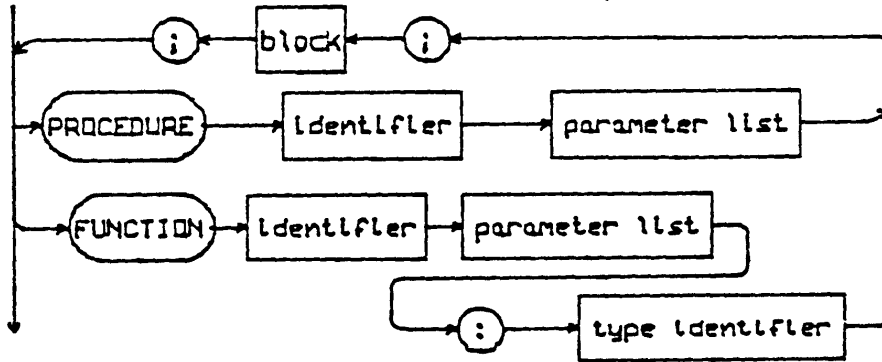 ; block ;
PROCEDURE identifier parameter list
FUNCTION identifier parameter list
: type identifier